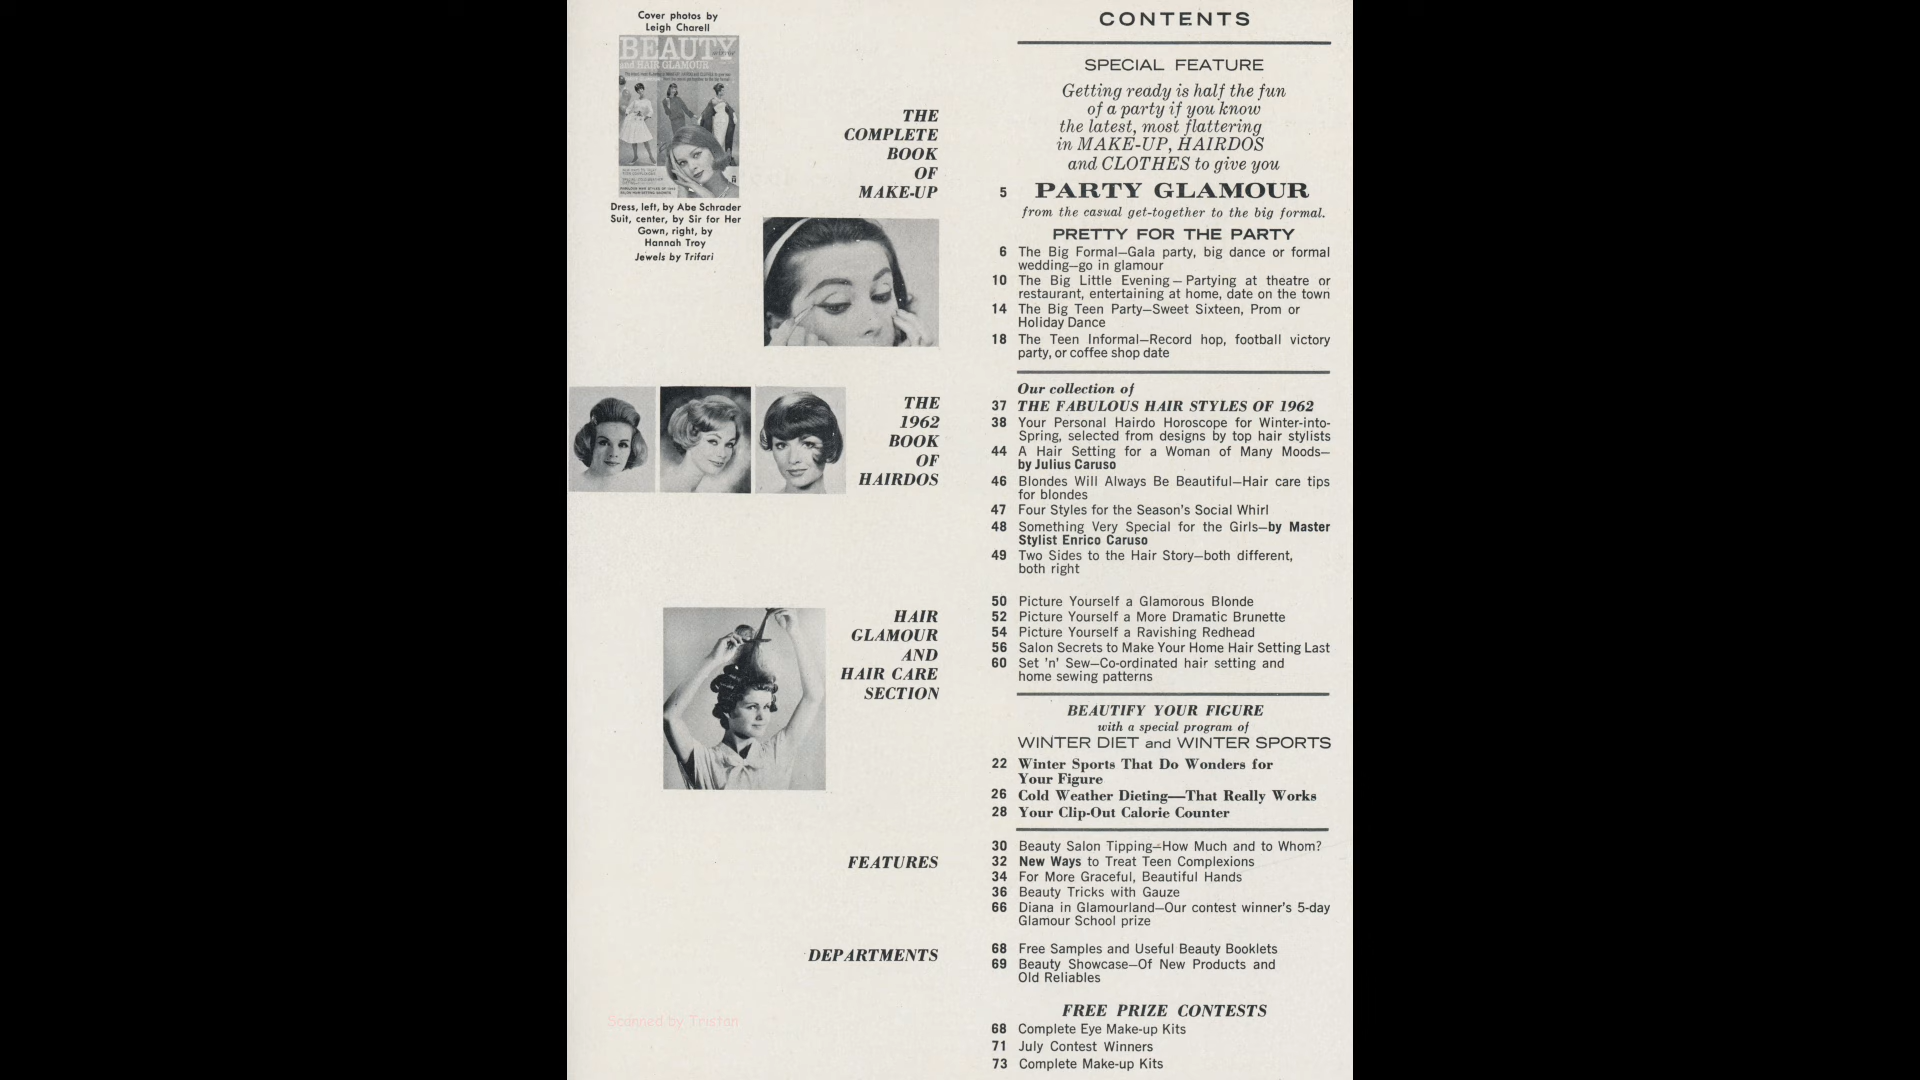 Cover photos by
Leigh Charell
BEAUTY
and HAIR GLAMOUR
Dress, left, by Abe Schrader
Suit, center, by Sir for Her
Gown, right, by
Hannah Troy
Jewels by Trifari
THE
COMPLETE
BOOK
OF
MAKE-UP
THE
1962
BOOK
OF
HAIRDOS
HAIR
GLAMOUR
AND
HAIR CARE
SECTION
FEATURES
DEPARTMENTS
Scanned by Tristan
CONTENTS
SPECIAL FEATURE
Getting ready is half the fun
of a party if you know
the latest, most flattering
in MAKE-UP, HAIRDOS
and CLOTHES to give you
5 PARTY GLAMOUR
from the casual get-together to the big formal.
PRETTY FOR THE PARTY
6 The Big Formal—Gala party, big dance or formal
wedding—go in glamour
10 The Big Little Evening—Partying at theatre or
restaurant, entertaining at home, date on the town
14 The Big Teen Party—Sweet Sixteen, Prom or
Holiday Dance
18 The Teen Informal—Record hop, football victory
party, or coffee shop date
Our collection of
37 THE FABULOUS HAIR STYLES OF 1962
38 Your Personal Hairdo Horoscope for Winter-into-
Spring, selected from designs by top hair stylists
44 A Hair Setting for a Woman of Many Moods—
by Julius Caruso
46 Blondes Will Always Be Beautiful—Hair care tips
for blondes
47 Four Styles for the Season's Social Whirl
48 Something Very Special for the Girls—by Master
Stylist Enrico Caruso
49 Two Sides to the Hair Story—both different,
both right
50 Picture Yourself a Glamorous Blonde
52 Picture Yourself a More Dramatic Brunette
54 Picture Yourself a Ravishing Redhead
56 Salon Secrets to Make Your Home Hair Setting Last
60 Set 'n' Sew—Co-ordinated hair setting and
home sewing patterns
BEAUTIFY YOUR FIGURE
with a special program of
WINTER DIET and WINTER SPORTS
22 Winter Sports That Do Wonders for
Your Figure
26 Cold Weather Dieting—That Really Works
28 Your Clip-Out Calorie Counter
30 Beauty Salon Tipping—How Much and to Whom?
32 New Ways to Treat Teen Complexions
34 For More Graceful, Beautiful Hands
36 Beauty Tricks with Gauze
66 Diana in Glamourland—Our contest winner's 5-day
Glamour School prize
68 Free Samples and Useful Beauty Booklets
69 Beauty Showcase—Of New Products and
Old Reliables
FREE PRIZE CONTESTS
68 Complete Eye Make-up Kits
71 July Contest Winners
73 Complete Make-up Kits